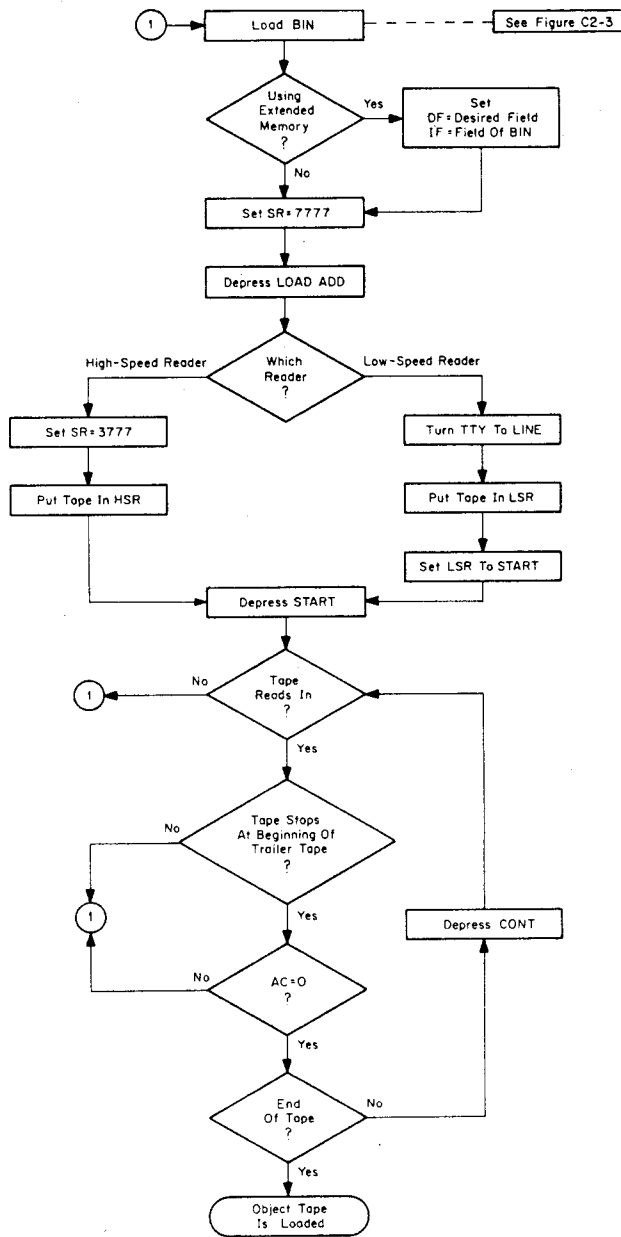 1
Load BIN
See Figure C2-3
Using
Extended
Memory
?
Yes
Set
DF=Desired Field
IF=Field Of BIN
No
Set SR=7777
Depress LOAD ADD
High-Speed Reader
Which
Reader
?
Low-Speed Reader
Set SR=3777
Turn TTY To LINE
Put Tape In HSR
Put Tape In LSR
Set LSR To START
Depress START
1
No
Tape
Reads In
?
Yes
No
Tape Stops
At Beginning Of
Trailer Tape
?
1
Yes
Depress CONT
No
AC=0
?
Yes
End
Of Tape
?
No
Yes
Object Tape
Is Loaded